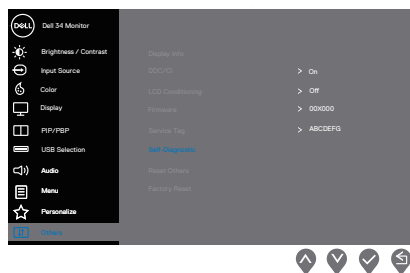 DELL
Dell 34 Monitor
Brightness / Contrast
Input Source
Color
Display
PIP/PBP
USB Selection
Audio
Menu
Personalize
Others
Display Info
DDC/CI > On
LCD Conditioning > Off
Firmware > 00X000
Service Tag > ABCDEFG
Self-Diagnostic
Reset Others
Factory Reset